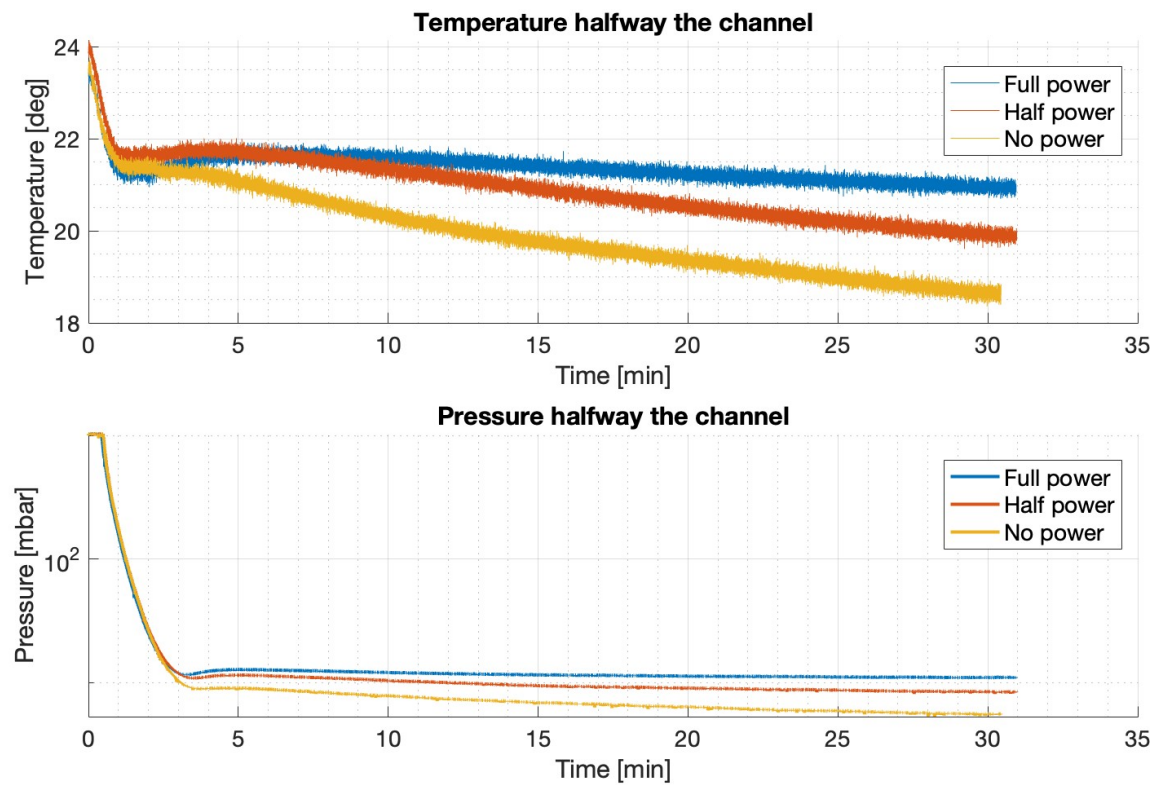 Temperature halfway the channel
24
22
20
18
Temperature [deg]
Full power
Half power
No power
0 5 10 15 20 25 30 35
Time [min]
Pressure halfway the channel
10²
Pressure [mbar]
Full power
Half power
No power
0 5 10 15 20 25 30 35
Time [min]